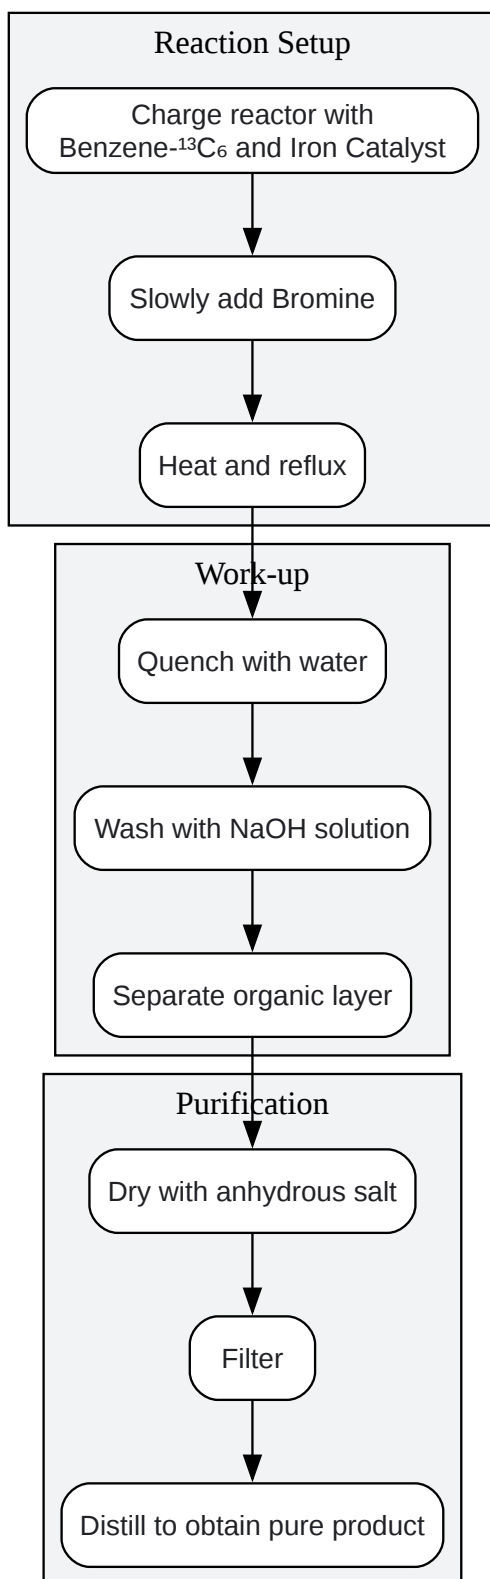 Reaction Setup
Charge reactor with
Benzene-¹³C₆ and Iron Catalyst
Slowly add Bromine
Heat and reflux
Work-up
Quench with water
Wash with NaOH solution
Separate organic layer
Purification
Dry with anhydrous salt
Filter
Distill to obtain pure product